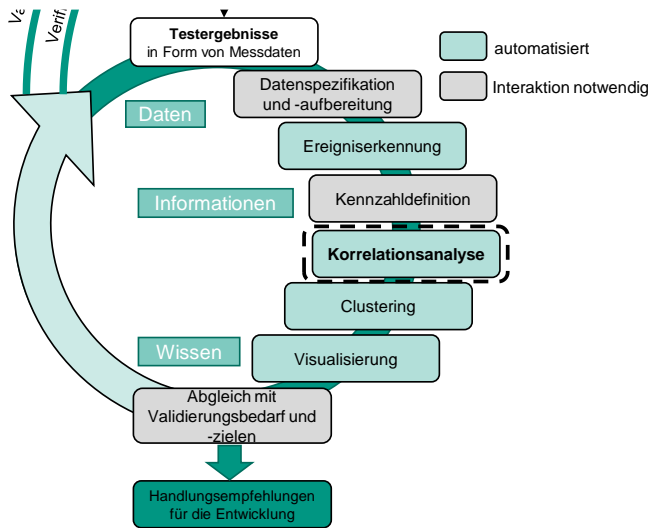 Testergebnisse
in Form von Messdaten
automatisiert
Interaktion notwendig
Datenspezifikation
und -aufbereitung
Daten
Ereigniserkennung
Informationen
Kennzahldefinition
Korrelationsanalyse
Clustering
Wissen
Visualisierung
Abgleich mit
Validierungsbedarf und
-zielen
Handlungsempfehlungen
für die Entwicklung